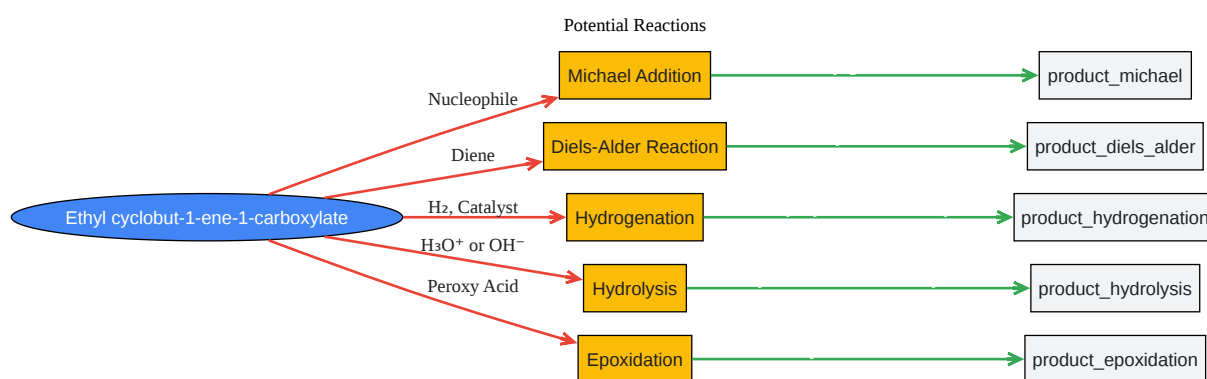 Potential Reactions
Michael Addition
product_michael
Nucleophile
Diels-Alder Reaction
product_diels_alder
Diene
Ethyl cyclobut-1-ene-1-carboxylate
H₂, Catalyst
Hydrogenation
product_hydrogenation
H₃O⁺ or OH⁻
Hydrolysis
product_hydrolysis
Peroxy Acid
Epoxidation
product_epoxidation